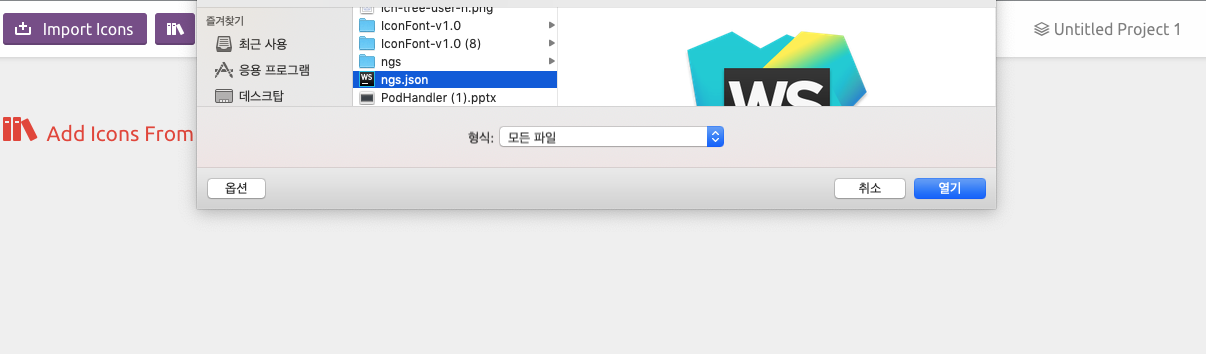 Import Icons
Untitled Project 1
즐겨찾기
최근 사용
응용 프로그램
데스크탑
icn-tree-user-n.png
IconFont-v1.0
IconFont-v1.0 (8)
ngs
ngs.json
PodHandler (1).pptx
WS
Add Icons From
형식: 모든 파일
옵션
취소
열기